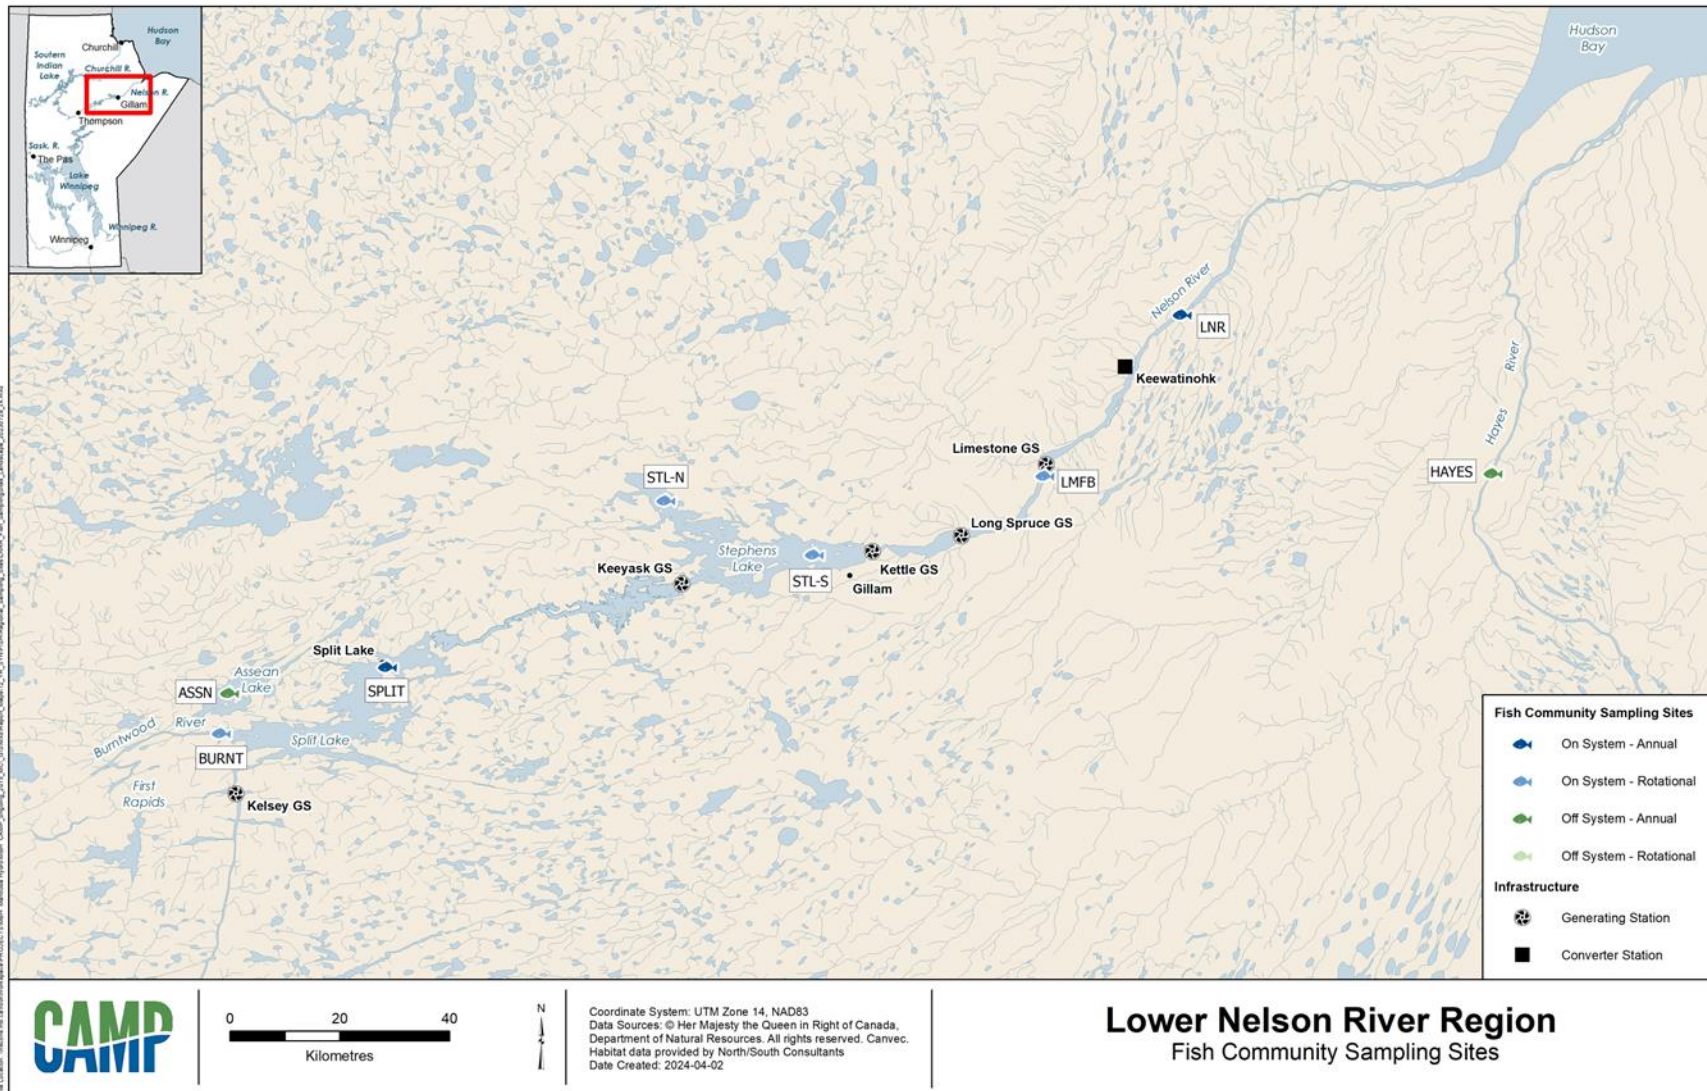 Hudson
Bay
Churchill
Soutern
Indian
Lake
Churchill R.
Nelson R.
Gillam
Thompson
Sask. R.
The Pas
Lake
Winnipeg
Winnipeg R.
Winnipeg
Hudson
Bay
Nelson River
LNR
Keewatinohk
Hayes
River
Limestone GS
LMFB
HAYES
STL-N
Long Spruce GS
Stephens
Lake
Keeyask GS
STL-S
Kettle GS
Gillam
Split Lake
Assean
Lake
ASSN
SPLIT
Burntwood River
Split Lake
BURNT
First
Rapids
Kelsey GS
Fish Community Sampling Sites
On System - Annual
On System - Rotational
Off System - Annual
Off System - Rotational
Infrastructure
Generating Station
Converter Station
CAMP
0 20 40
Kilometres
N
Coordinate System: UTM Zone 14, NAD83
Data Sources: © Her Majesty the Queen in Right of Canada,
Department of Natural Resources. All rights reserved. Canvec.
Habitat data provided by North/South Consultants
Date Created: 2024-04-02
Lower Nelson River Region
Fish Community Sampling Sites